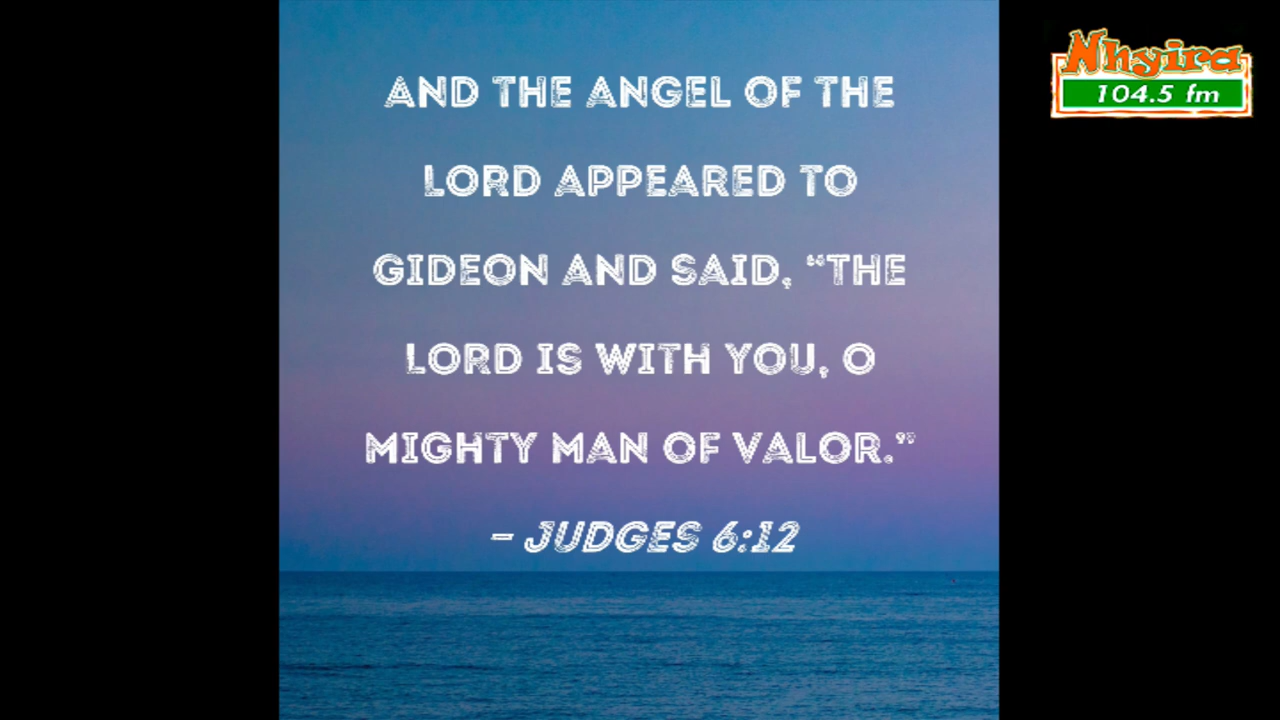 AND THE ANGEL OF THE
LORD APPEARED TO
GIDEON AND SAID, “THE
LORD IS WITH YOU, O
MIGHTY MAN OF VALOR.”
– JUDGES 6:12
Nhyira
104.5 fm